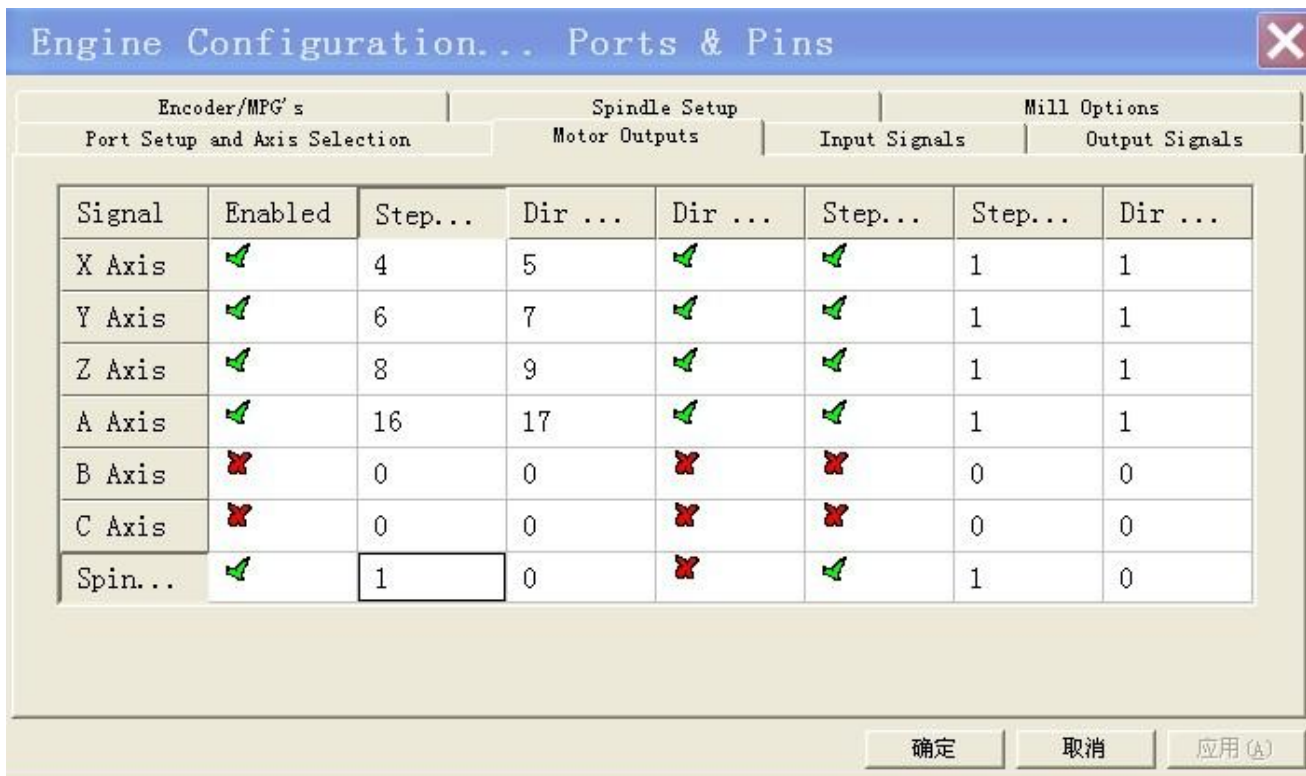 Engine Configuration... Ports & Pins
Encoder/MPG's Spindle Setup Mill Options
Port Setup and Axis Selection Motor Outputs Input Signals Output Signals
Signal Enabled Step... Dir ... Dir ... Step... Step... Dir ...
X Axis 4 5 1 1
Y Axis 6 7 1 1
Z Axis 8 9 1 1
A Axis 16 17 1 1
B Axis 0 0 0 0
C Axis 0 0 0 0
Spin... 1 0 1 0
确定 取消 应用(A)